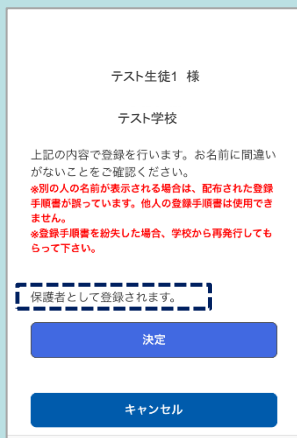 テスト生徒1 様
テスト学校
上記の内容で登録を行います。お名前に間違い
がないことをご確認ください。
※別の人の名前が表示される場合は、配布された登録
手順書が誤っています。他人の登録手順書は使用でき
ません。
※登録手順書を紛失した場合、学校から再発行しても
らって下さい。
保護者として登録されます。
決定
キャンセル